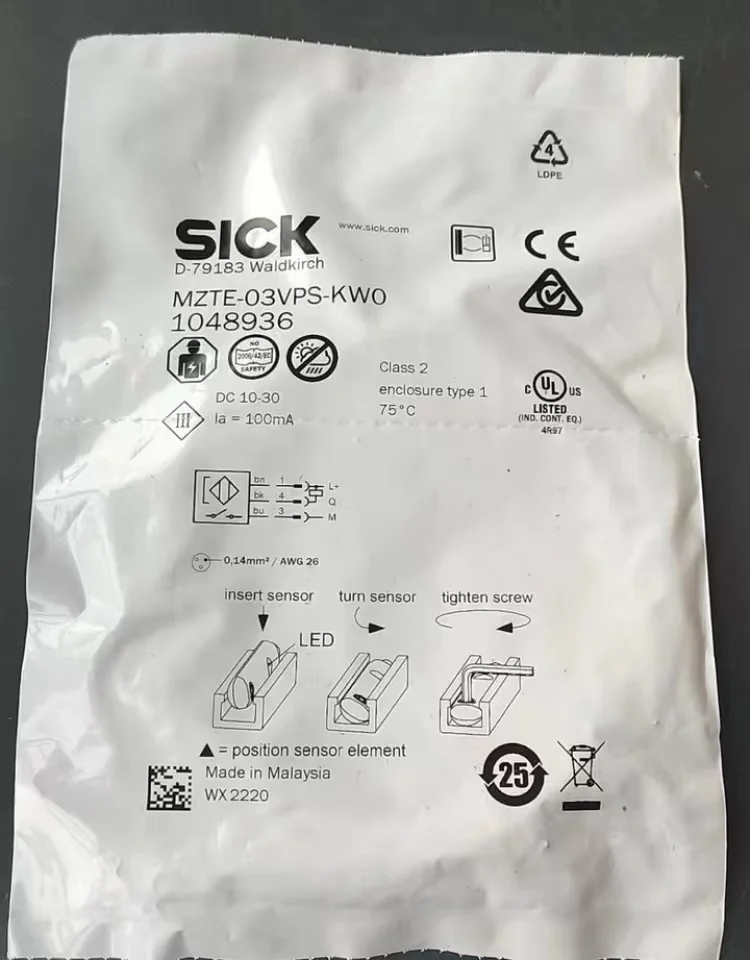 4
LDPE
SICK
www.sick.com
D-79183 Waldkirch
CE
MZTE-03VPS-KW0
1048936
NO
2006/42/EC
SAFETY
Class 2
enclosure type 1
75°C
C UL US
LISTED
(IND. CONT. EQ.)
4R97
DC 10-30
III
Ia = 100mA
bn 1 L+
bk 4 Q
bu 3 M
0,14mm² / AWG 26
insert sensor turn sensor tighten screw
LED
▲ = position sensor element
Made in Malaysia
WX2220
25